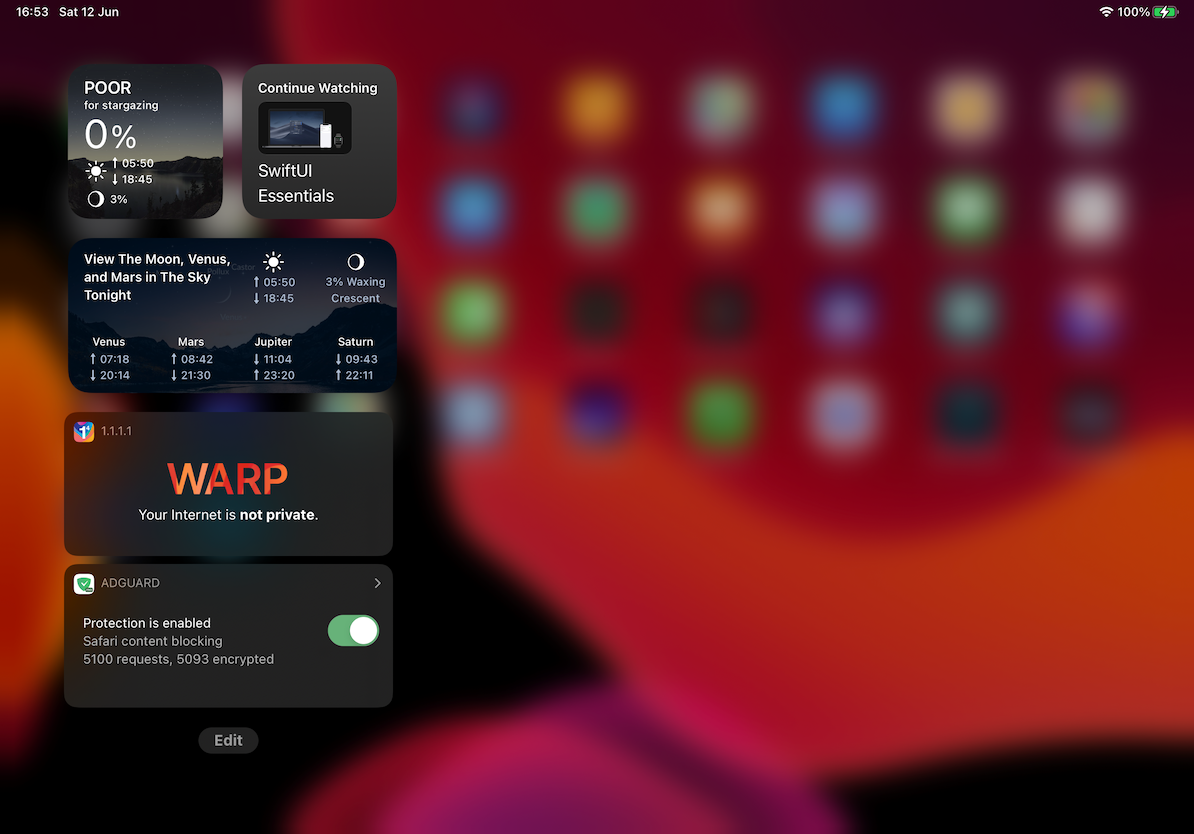 16:53 Sat 12 Jun
100%
POOR
for stargazing
0%
↑ 05:50
↓ 18:45
3%
Continue Watching
SwiftUI
Essentials
View The Moon, Venus,
and Mars in The Sky
Tonight
Pollux Castor
↑ 05:50
↓ 18:45
3% Waxing
Crescent
Venus
↑ 07:18
↓ 20:14
Mars
↑ 08:42
↓ 21:30
Jupiter
↓ 11:04
↑ 23:20
Saturn
↓ 09:43
↑ 22:11
1.1.1.1
WARP
Your Internet is not private.
ADGUARD
Protection is enabled
Safari content blocking
5100 requests, 5093 encrypted
Edit